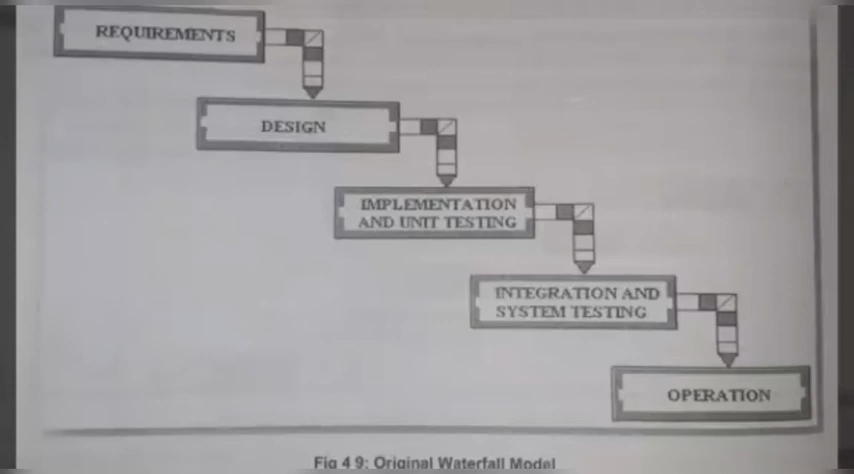 REQUIREMENTS
DESIGN
IMPLEMENTATION
AND UNIT TESTING
INTEGRATION AND
SYSTEM TESTING
OPERATION
Fig 4 9: Original Waterfall Model